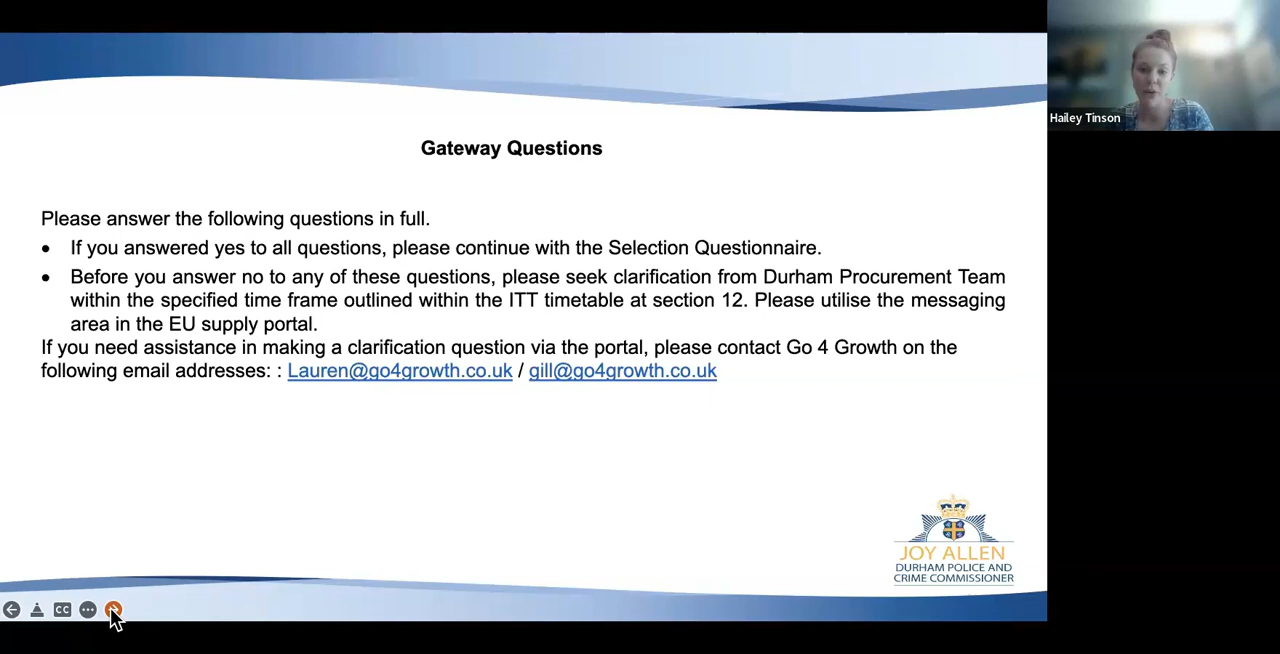 Gateway Questions
Please answer the following questions in full.
• If you answered yes to all questions, please continue with the Selection Questionnaire.
• Before you answer no to any of these questions, please seek clarification from Durham Procurement Team
within the specified time frame outlined within the ITT timetable at section 12. Please utilise the messaging
area in the EU supply portal.
If you need assistance in making a clarification question via the portal, please contact Go 4 Growth on the
following email addresses: : Lauren@go4growth.co.uk / gill@go4growth.co.uk
JOY ALLEN
DURHAM POLICE AND
CRIME COMMISSIONER
CC
Hailey Tinson